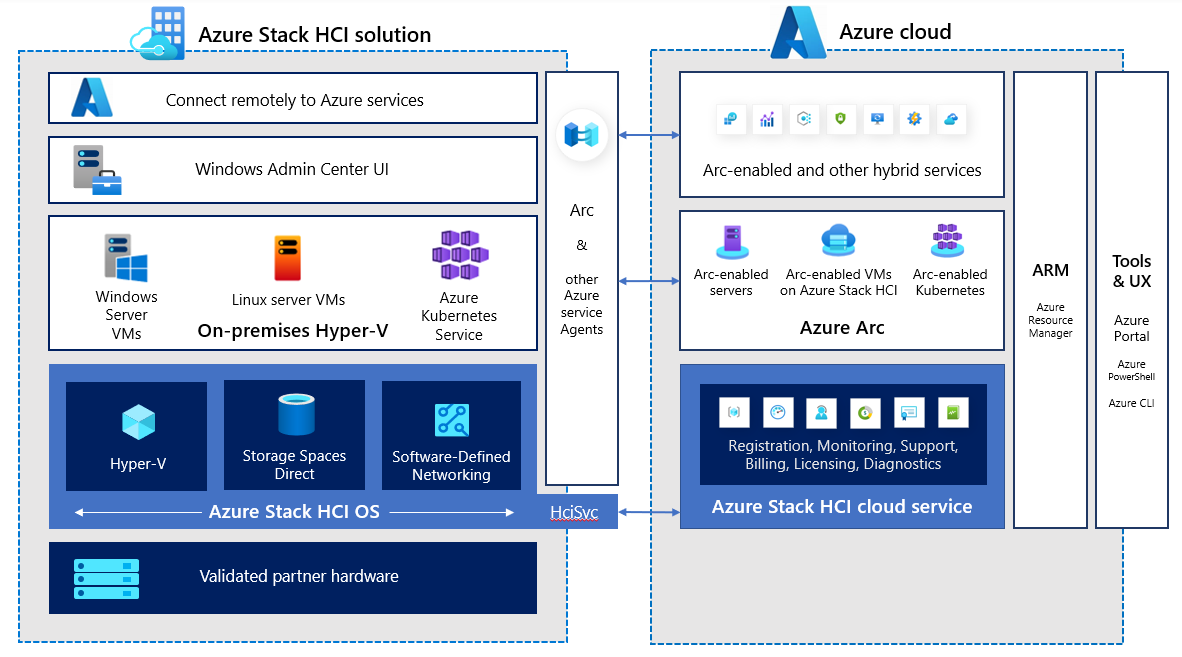 Azure Stack HCI solution
Connect remotely to Azure services
Windows Admin Center UI
Windows
Server
VMs
Linux server VMs
Azure
Kubernetes
Service
On-premises Hyper-V
Hyper-V
Storage Spaces
Direct
Software-Defined
Networking
Azure Stack HCI OS
HciSvc
Validated partner hardware
Arc
&
other
Azure
service
Agents
Azure cloud
Arc-enabled and other hybrid services
Arc-enabled
servers
Arc-enabled VMs
on Azure Stack HCI
Arc-enabled
Kubernetes
Azure Arc
Registration, Monitoring, Support,
Billing, Licensing, Diagnostics
Azure Stack HCI cloud service
ARM
Azure
Resource
Manager
Tools
& UX
Azure
Portal
Azure
PowerShell
Azure CLI